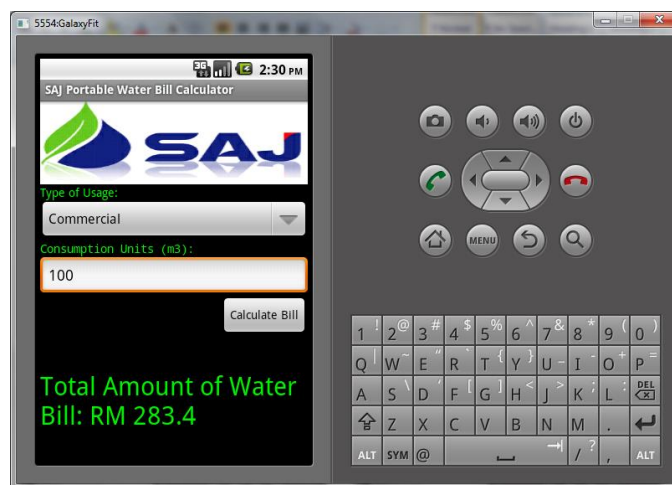 5554:GalaxyFit
3G 2:30 PM
SAJ Portable Water Bill Calculator
SAJ
Type of Usage:
Commercial
Consumption Units (m3):
100
Calculate Bill
Total Amount of Water
Bill: RM 283.4
MENU
1 ! 2 @ 3 # 4 $ 5 % 6 ^ 7 & 8 * 9 ( 0 )
Q | W ~ E " R ` T { Y } U - I - O + P =
A S \ D ' F [ G ] H < J > K ; L : DEL
Z X C V B N M .
ALT SYM @ / ? , ALT